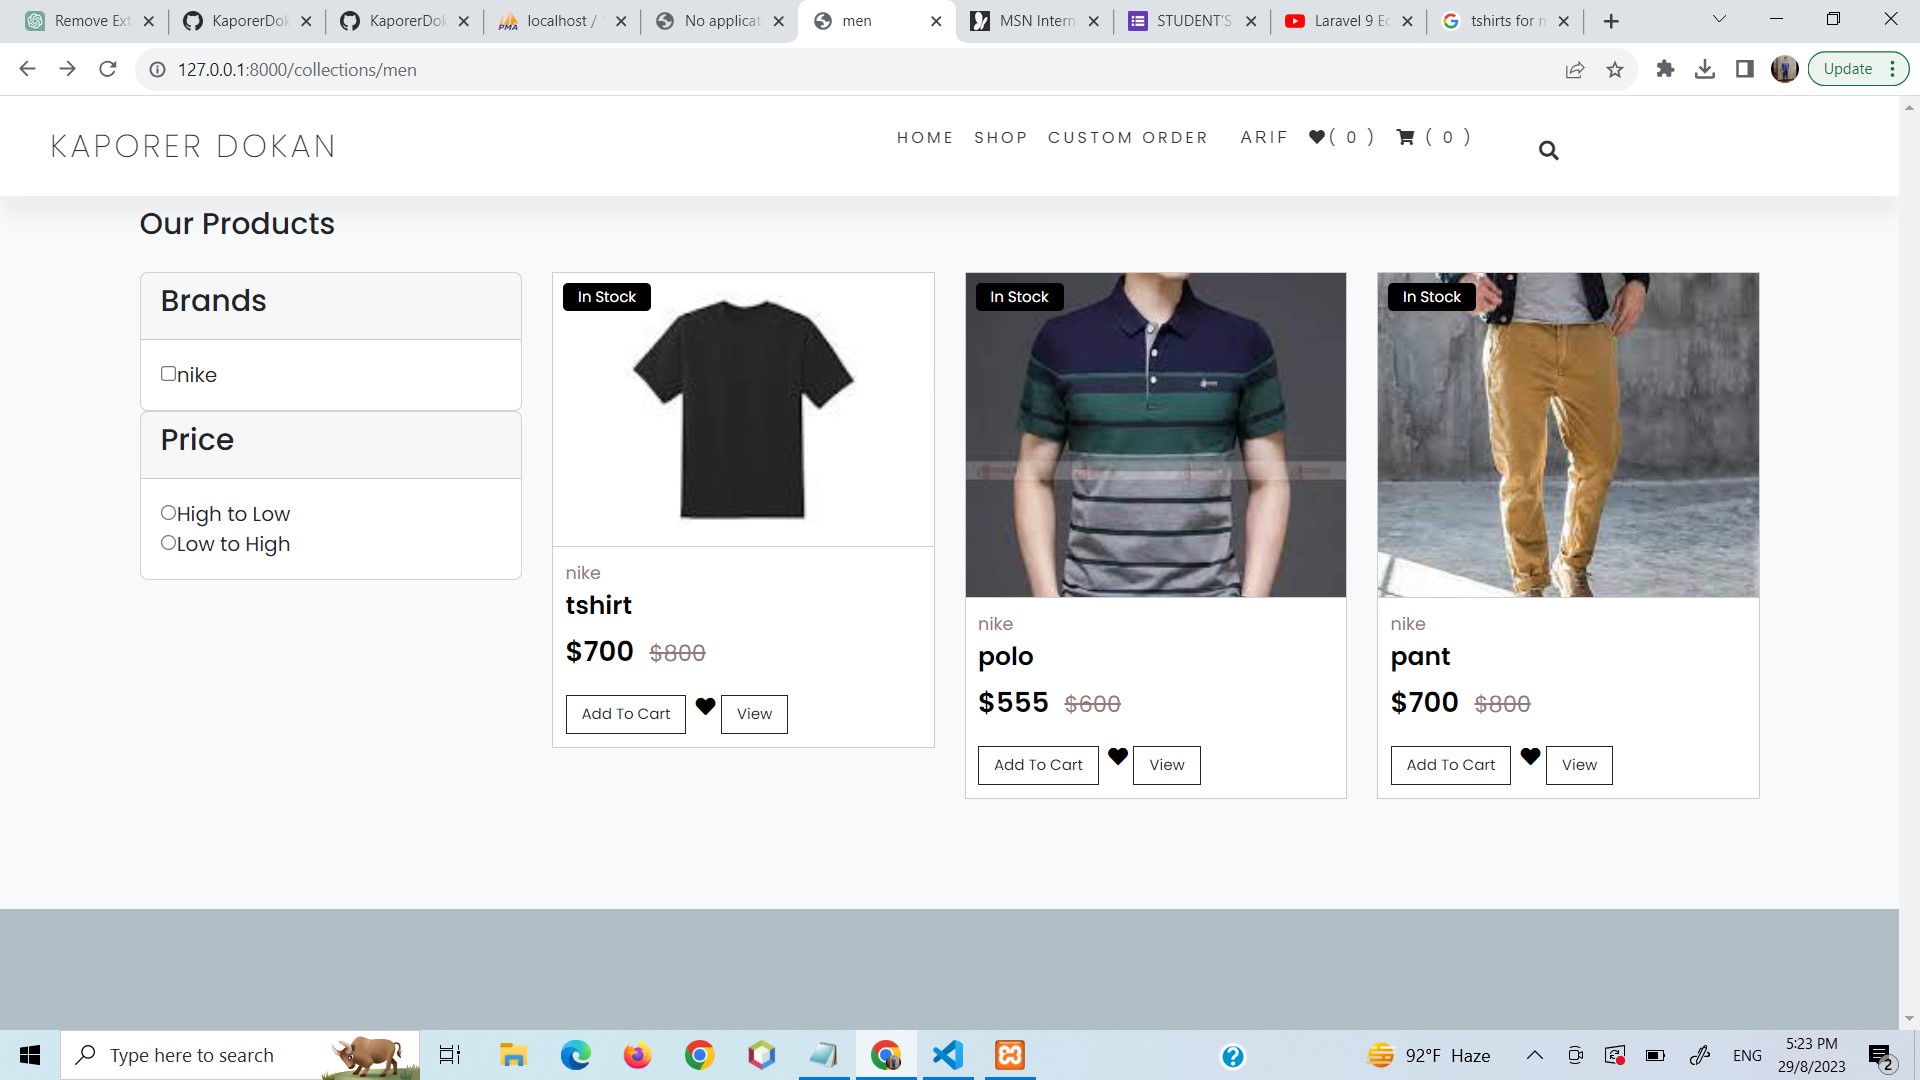 Remove Ext
KaporerDok
KaporerDok
localhost /
No applicat
men
MSN Intern
STUDENT'S
Laravel 9 Ec
tshirts for m
127.0.0.1:8000/collections/men
Update
KAPORER DOKAN
HOME SHOP CUSTOM ORDER ARIF ( 0 ) ( 0 )
Our Products
Brands
nike
Price
High to Low
Low to High
In Stock
nike
tshirt
$700 $800
Add To Cart View
In Stock
nike
polo
$555 $600
Add To Cart View
In Stock
nike
pant
$700 $800
Add To Cart View
Type here to search
92°F Haze
ENG
5:23 PM
29/8/2023
2